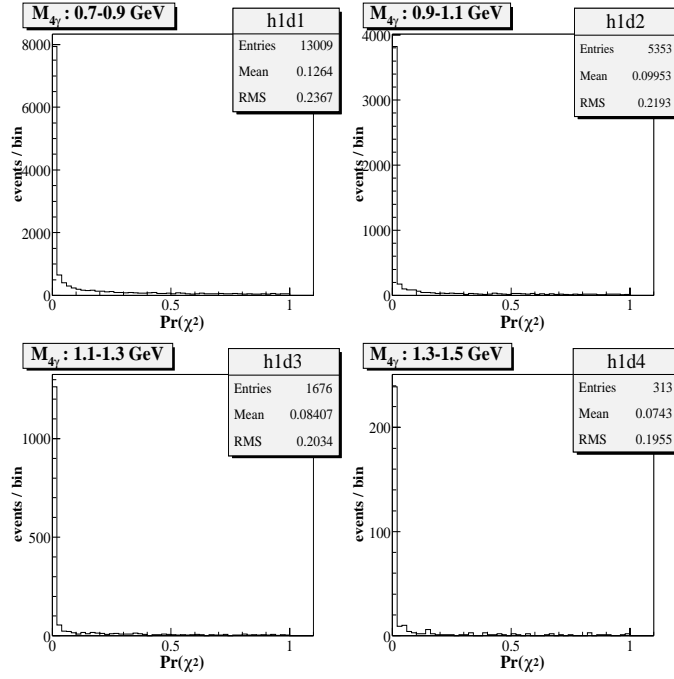 M4γ : 0.7-0.9 GeV
h1d1
Entries 13009
Mean 0.1264
RMS 0.2367
events / bin
8000
6000
4000
2000
0
0 0.5 1
Pr(χ²)
M4γ : 0.9-1.1 GeV
h1d2
Entries 5353
Mean 0.09953
RMS 0.2193
events / bin
4000
3000
2000
1000
0
0 0.5 1
Pr(χ²)
M4γ : 1.1-1.3 GeV
h1d3
Entries 1676
Mean 0.08407
RMS 0.2034
events / bin
1000
500
0
0 0.5 1
Pr(χ²)
M4γ : 1.3-1.5 GeV
h1d4
Entries 313
Mean 0.0743
RMS 0.1955
events / bin
200
100
0
0 0.5 1
Pr(χ²)